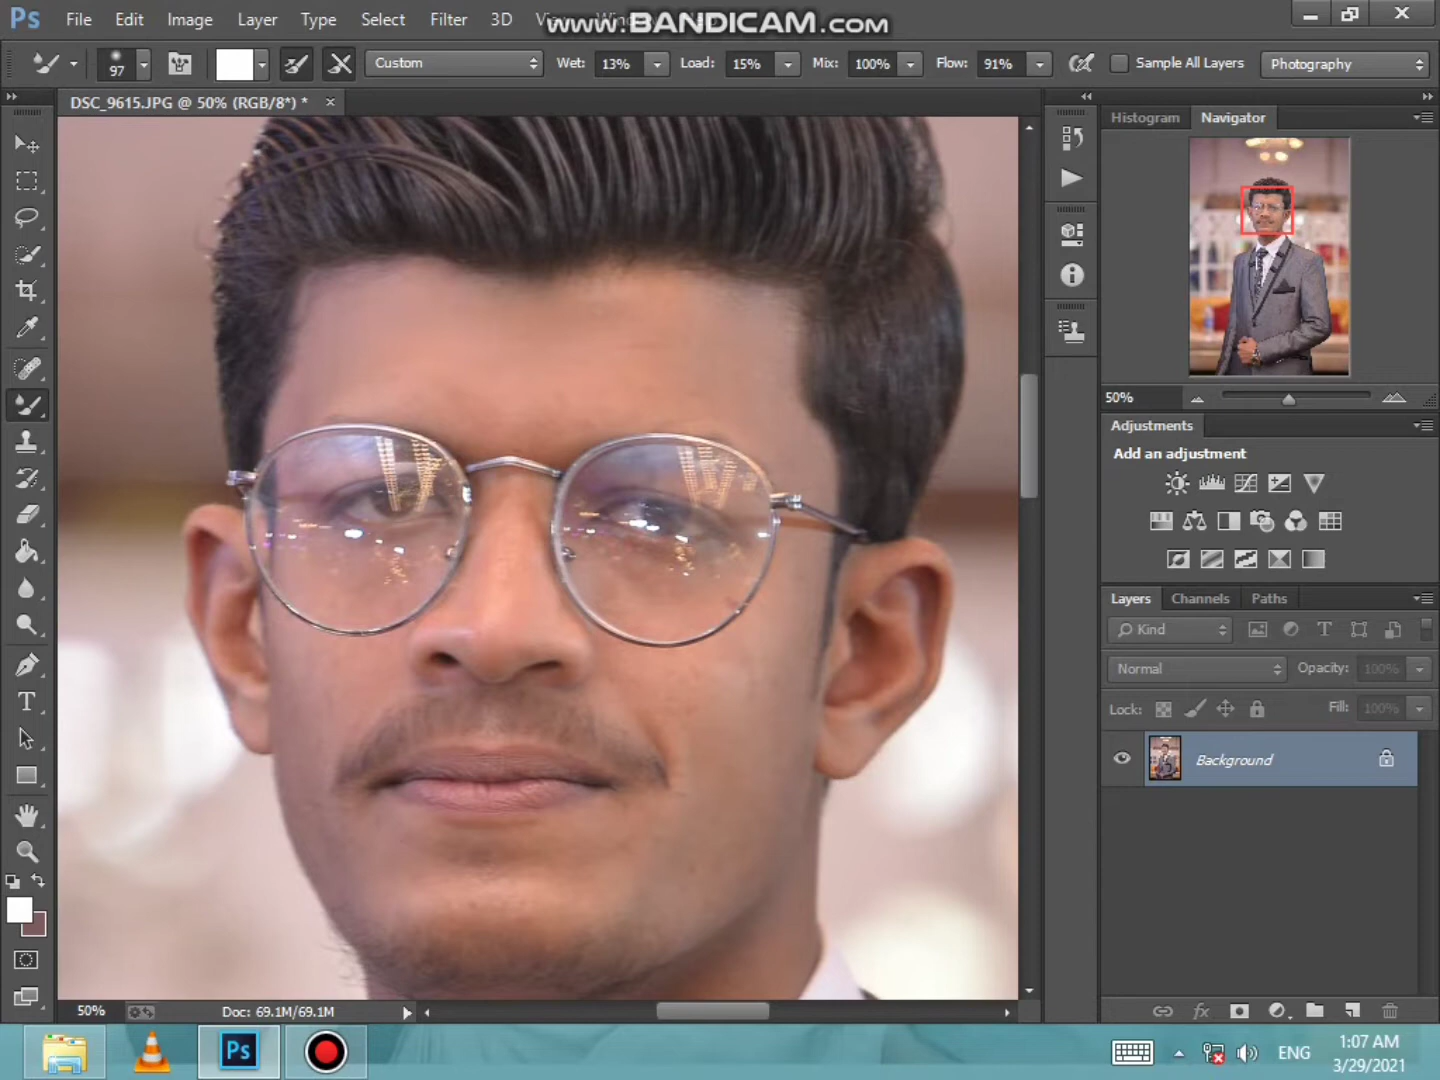 Ps File Edit Image Layer Type Select Filter 3D
www.BANDICAM.com
97 Custom Wet: 13% Load: 15% Mix: 100% Flow: 91% Sample All Layers Photography
DSC_9615.JPG @ 50% (RGB/8*) * ×
Histogram Navigator
50%
Adjustments
Add an adjustment
Layers Channels Paths
Kind
Normal Opacity: 100%
Lock: Fill: 100%
Background
50% Doc: 69.1M/69.1M
Ps ENG 1:07 AM
3/29/2021